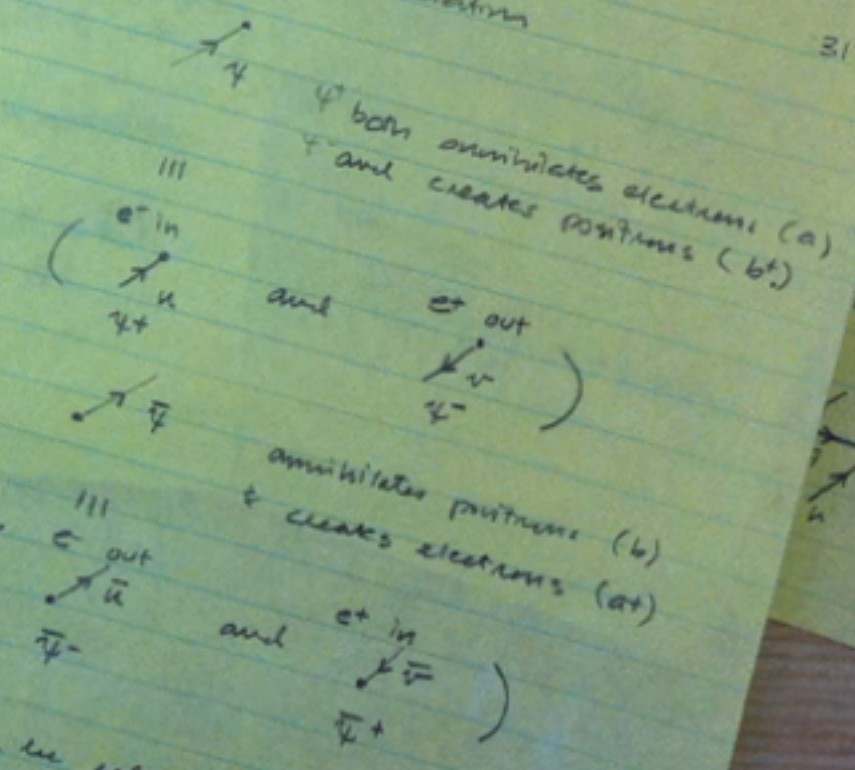 31
ψ
ψ both annihilates electrons (a)
and creates positrons (b†)
|||
( e⁻ in
u
ψ+
and
e⁺ out
v
ψ-
)
ψ̄
annihilates positrons (b)
& creates electrons (a†)
|||
e⁻ out
ū
ψ̄-
and
e⁺ in
v̄
ψ̄+
)
u